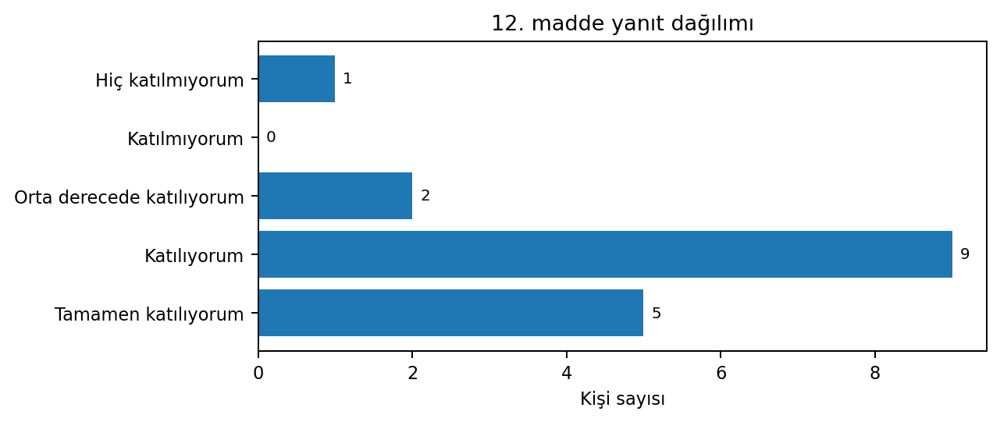 12. madde yanıt dağılımı
Hiç katılmıyorum 1
Katılmıyorum 0
Orta derecede katılıyorum 2
Katılıyorum 9
Tamamen katılıyorum 5
0 2 4 6 8
Kişi sayısı